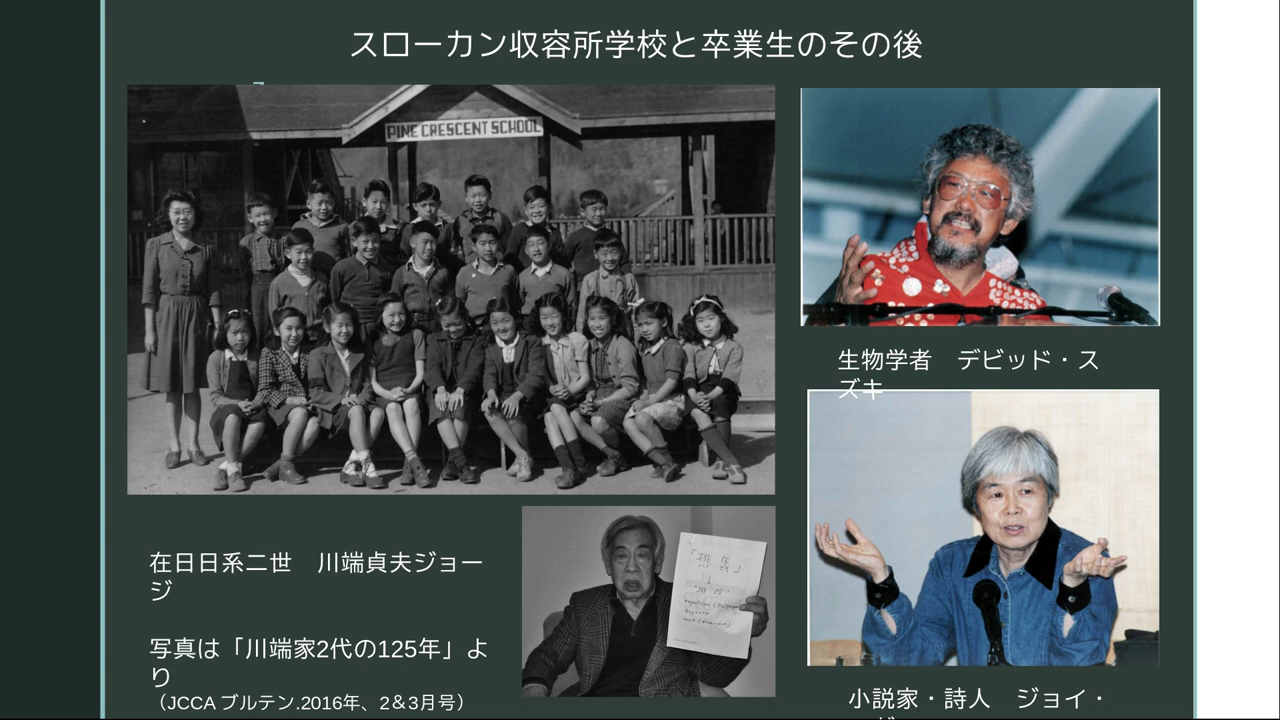 スローカン収容所学校と卒業生のその後
PINE CRESCENT SCHOOL
生物学者　デビッド・ス
ズキ
在日日系二世　川端貞夫ジョー
ジ
写真は「川端家2代の125年」よ
り
（JCCA ブルテン.2016年、2&3月号）
小説家・詩人　ジョイ・